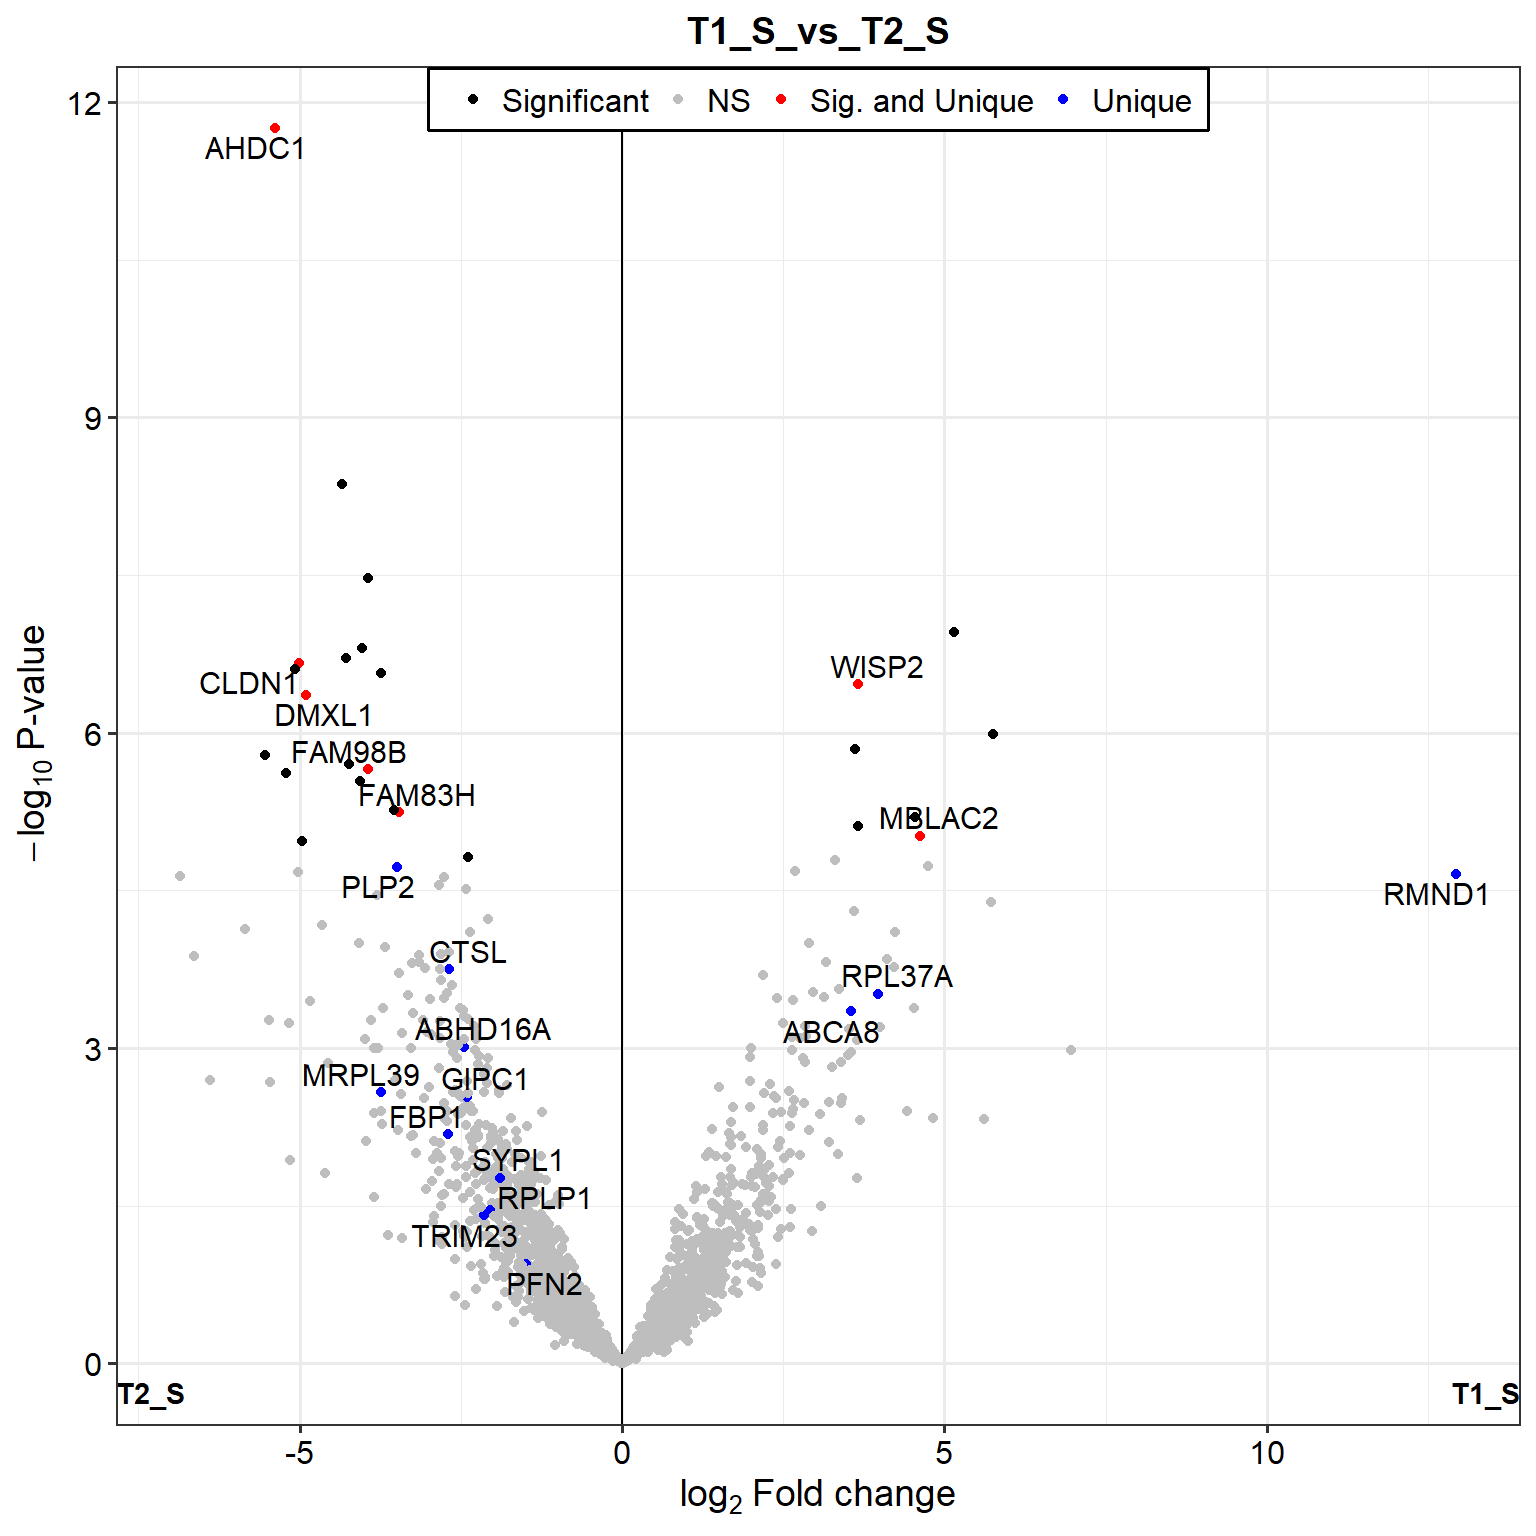 T1_S_vs_T2_S
Significant NS Sig. and Unique Unique
12
AHDC1
9
WISP2
CLDN1
DMXL1
6
FAM98B
FAM83H
MBLAC2
PLP2
RMND1
CTSL
RPL37A
ABHD16A
ABCA8
3
MRPL39
GIPC1
FBP1
SYPL1
RPLP1
TRIM23
PFN2
0
T2_S T1_S
-5 0 5 10
log2 Fold change
−log10 P-value